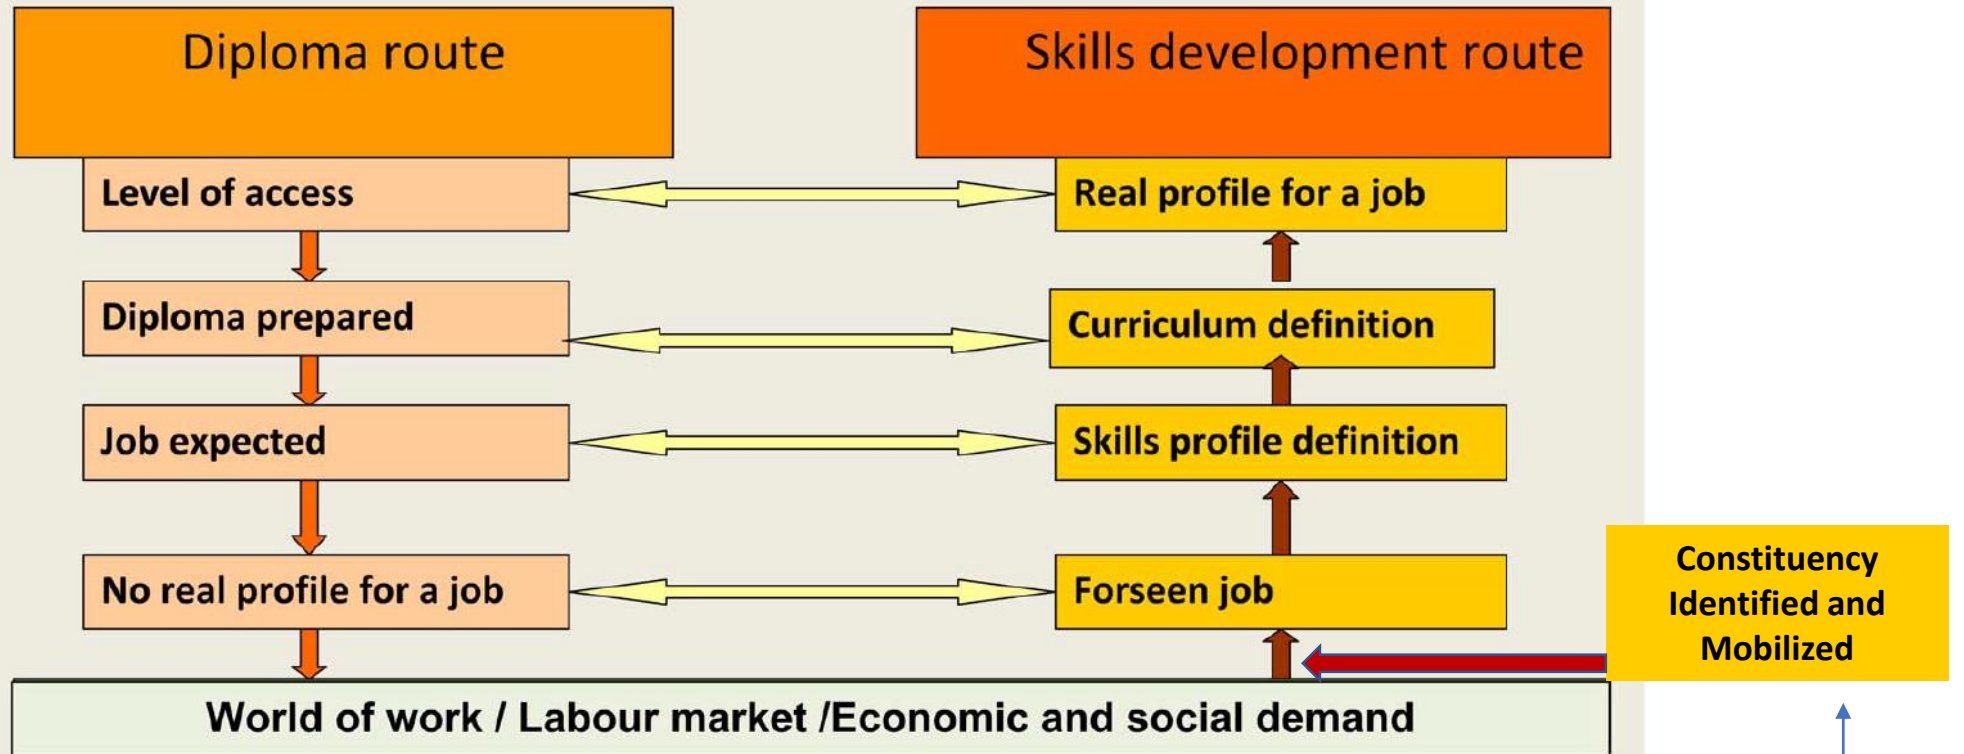 Diploma route
Skills development route
Level of access
Real profile for a job
Diploma prepared
Curriculum definition
Job expected
Skills profile definition
No real profile for a job
Forseen job
Constituency
Identified and
Mobilized
World of work / Labour market /Economic and social demand